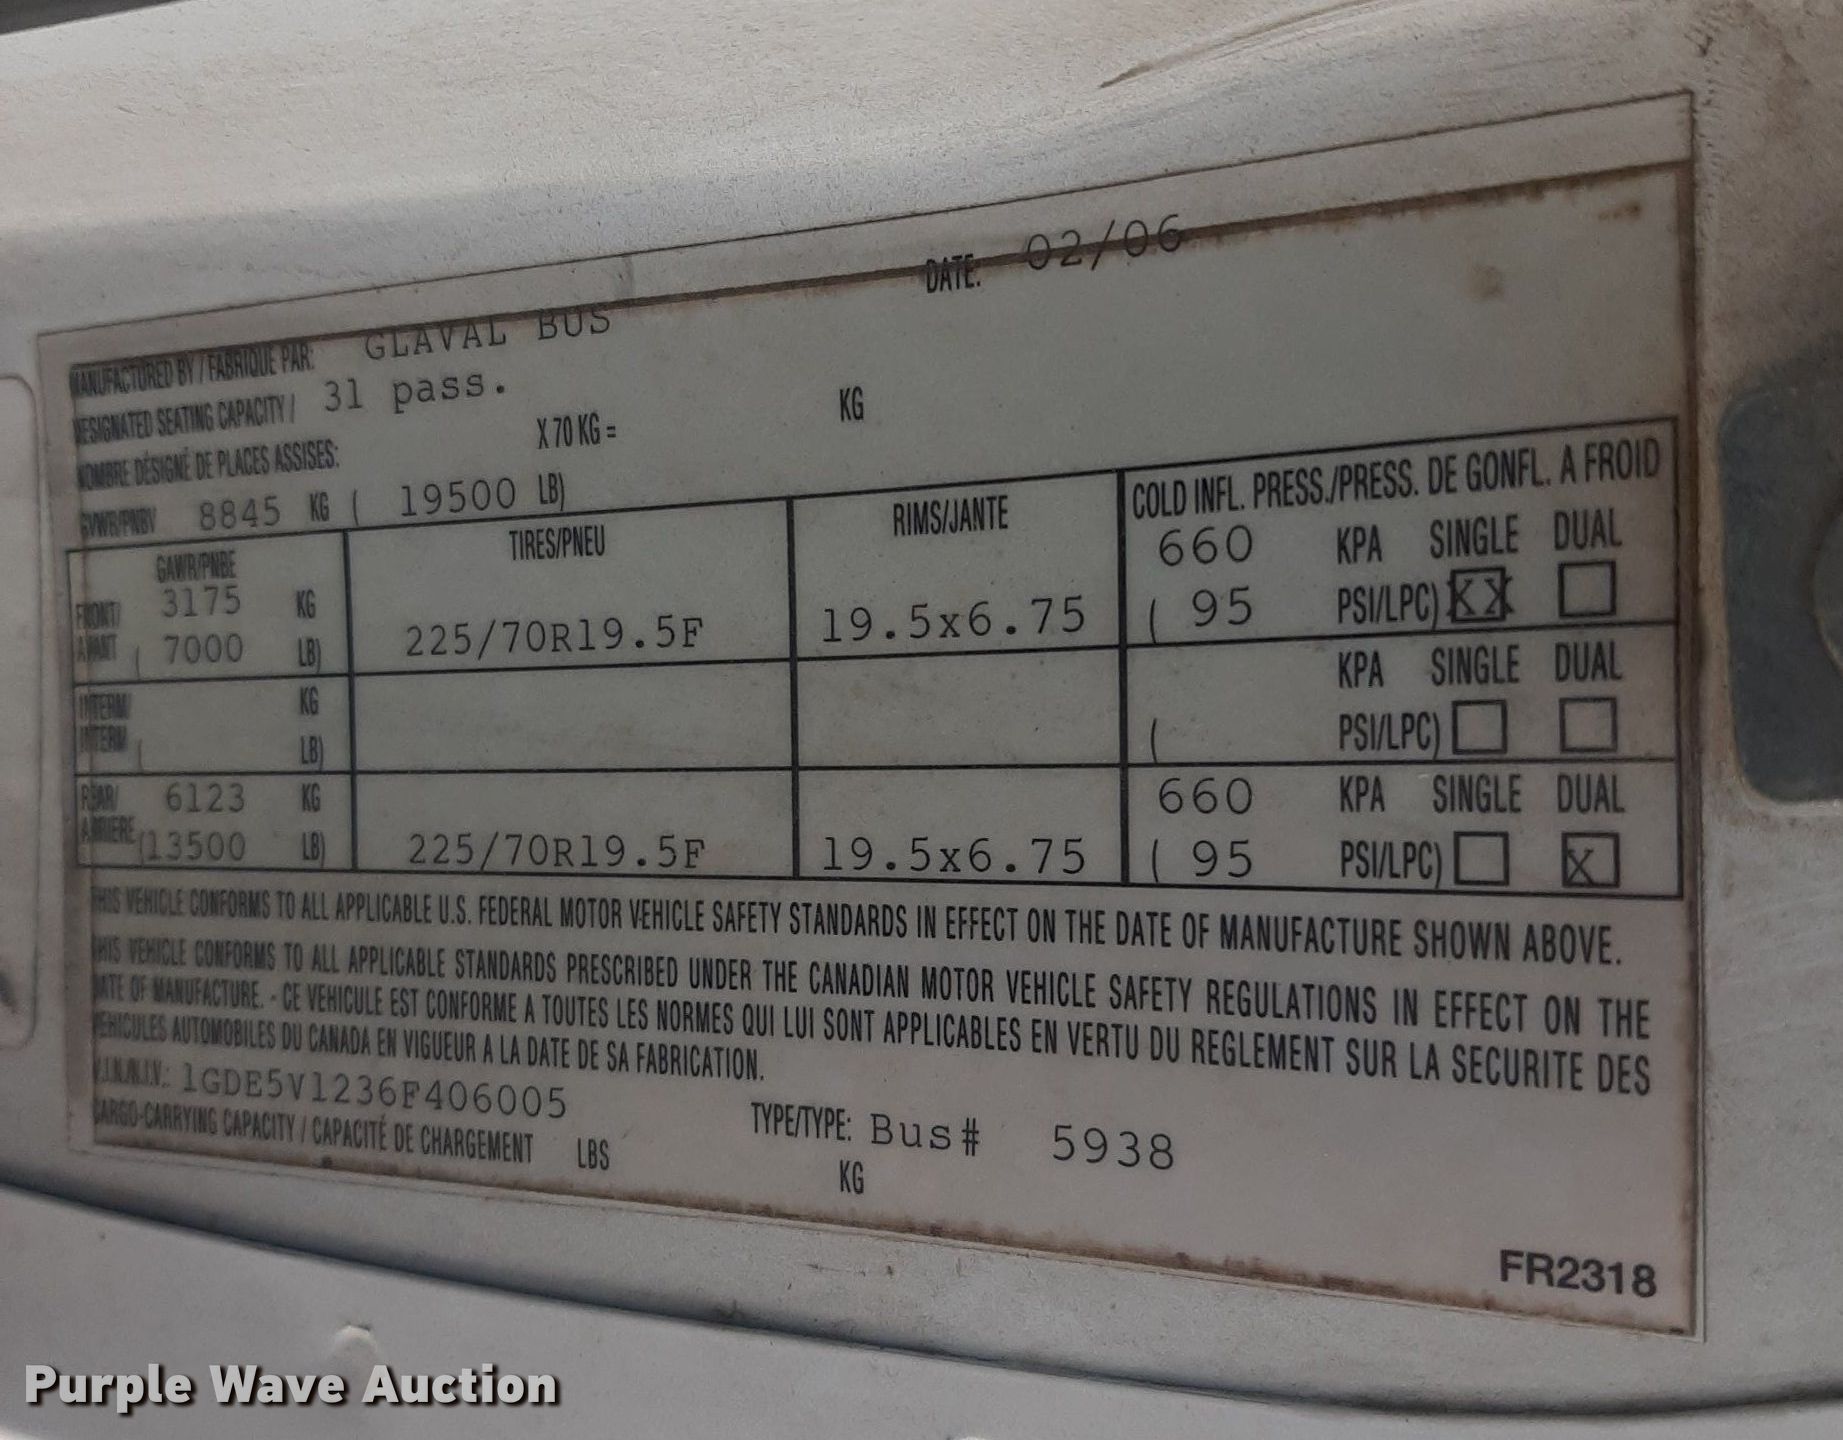 DATE: 02/06
MANUFACTURED BY / FABRIQUE PAR: GLAVAL BUS
DESIGNATED SEATING CAPACITY / 31 pass.
NOMBRE DÉSIGNÉ DE PLACES ASSISES: X 70 KG = KG
GVWR/PNBV 8845 KG ( 19500 LB)
GAWR/PNBE TIRES/PNEU RIMS/JANTE COLD INFL. PRESS./PRESS. DE GONFL. A FROID
FRONT/ 3175 KG 660 KPA SINGLE DUAL
AVANT ( 7000 LB) 225/70R19.5F 19.5x6.75 ( 95 PSI/LPC) XX
INTERM/ KG KPA SINGLE DUAL
INTERM ( LB) ( PSI/LPC)
REAR/ 6123 KG 660 KPA SINGLE DUAL
ARRIERE (13500 LB) 225/70R19.5F 19.5x6.75 ( 95 PSI/LPC) X
THIS VEHICLE CONFORMS TO ALL APPLICABLE U.S. FEDERAL MOTOR VEHICLE SAFETY STANDARDS IN EFFECT ON THE DATE OF MANUFACTURE SHOWN ABOVE.
THIS VEHICLE CONFORMS TO ALL APPLICABLE STANDARDS PRESCRIBED UNDER THE CANADIAN MOTOR VEHICLE SAFETY REGULATIONS IN EFFECT ON THE
DATE OF MANUFACTURE. - CE VEHICULE EST CONFORME A TOUTES LES NORMES QUI LUI SONT APPLICABLES EN VERTU DU REGLEMENT SUR LA SECURITE DES
VEHICULES AUTOMOBILES DU CANADA EN VIGUEUR A LA DATE DE SA FABRICATION.
V.I.N./N.I.V.: 1GDE5V1236F406005 TYPE/TYPE: Bus# 5938
CARGO-CARRYING CAPACITY / CAPACITÉ DE CHARGEMENT LBS KG
FR2318
Purple Wave Auction